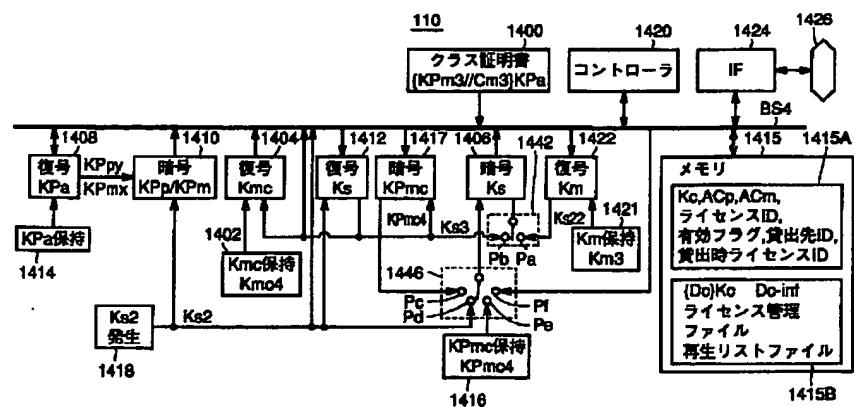 110
1400
1420
1424
1426
クラス証明書
{KPm3//Cm3}KPa
コントローラ
IF
BS4
1408
1410
1404
1412
1417
1406
1442
1422
1415
1415A
復号
KPa
KPpy
KPmx
暗号
KPp/KPm
復号
Kmc
復号
Ks
暗号
KPmc
暗号
Ks
復号
Km
メモリ
Kc,ACp,ACm,
ライセンスID,
有効フラグ,貸出先ID,
貸出時ライセンスID
KPmc4
Ks3
Ks22
1421
KPa保持
1414
1402
Kmc保持
Kmc4
Pb
Pa
Km保持
Km3
1446
Pc
Pd
Pf
Pe
{Dc}Kc Dc-inf
ライセンス管理
ファイル
再生リストファイル
Ks2
発生
Ks2
1418
KPmc保持
KPmc4
1416
1415B